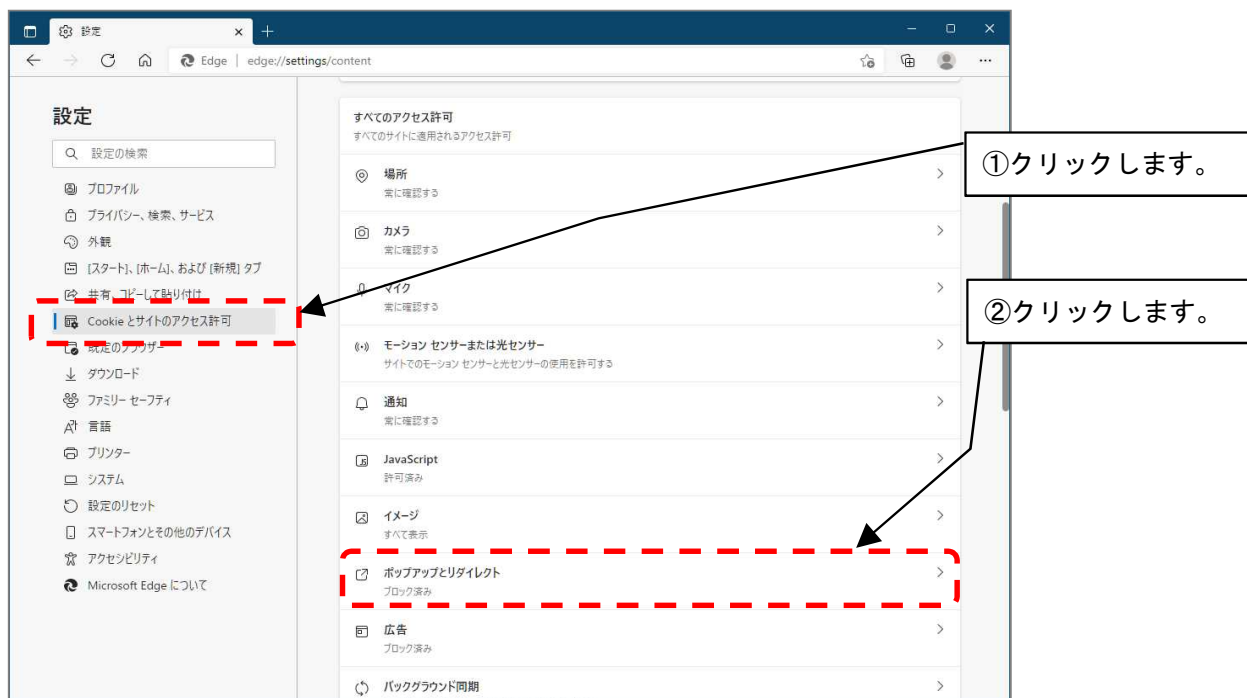 設定
Edge | edge://settings/content
設定
設定の検索
プロファイル
プライバシー、検索、サービス
外観
[スタート]、[ホーム]、および [新規] タブ
共有、コピーして貼り付け
Cookie とサイトのアクセス許可
既定のブラウザー
ダウンロード
ファミリー セーフティ
言語
プリンター
システム
設定のリセット
スマートフォンとその他のデバイス
アクセシビリティ
Microsoft Edge について
すべてのアクセス許可
すべてのサイトに適用されるアクセス許可
場所
常に確認する
カメラ
常に確認する
マイク
常に確認する
モーション センサーまたは光センサー
サイトでのモーション センサーと光センサーの使用を許可する
通知
常に確認する
JavaScript
許可済み
イメージ
すべて表示
ポップアップとリダイレクト
ブロック済み
広告
ブロック済み
バックグラウンド同期
①クリックします。
②クリックします。